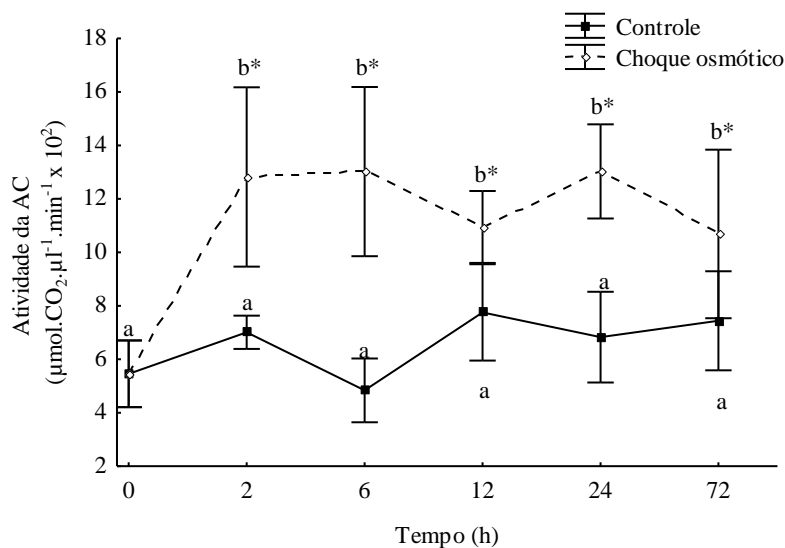 Controle
Choque osmótico
Atividade da AC
(µmol.CO₂.µl⁻¹.min⁻¹ x 10²)
18
16
14
12
10
8
6
4
2
b*
b*
b*
b*
b*
a
a
a
a
a
a
0
2
6
12
24
72
Tempo (h)